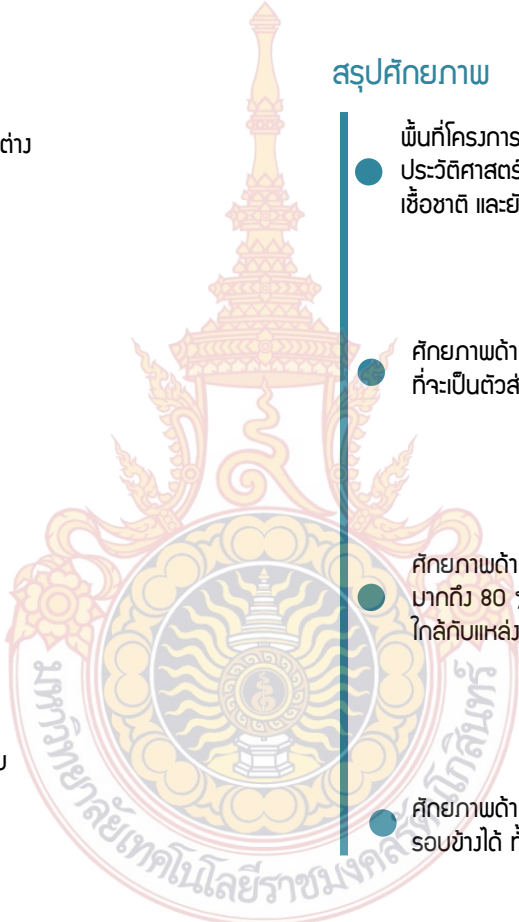 สรุปศักยภาพ
ต่าง
พื้นที่โครงการ
ประวัติศาสตร์
เชื้อชาติ และยั
ศักยภาพด้า
ที่จะเป็นตัวส่
ศักยภาพด้า
มากถึง 80 
ใกล้กับแหล่ง
ศักยภาพด้า
รอบข้างได้ ทั้
มหาวิทยาลัยเทคโนโลยีราชมงคลรัตนโกสินทร์